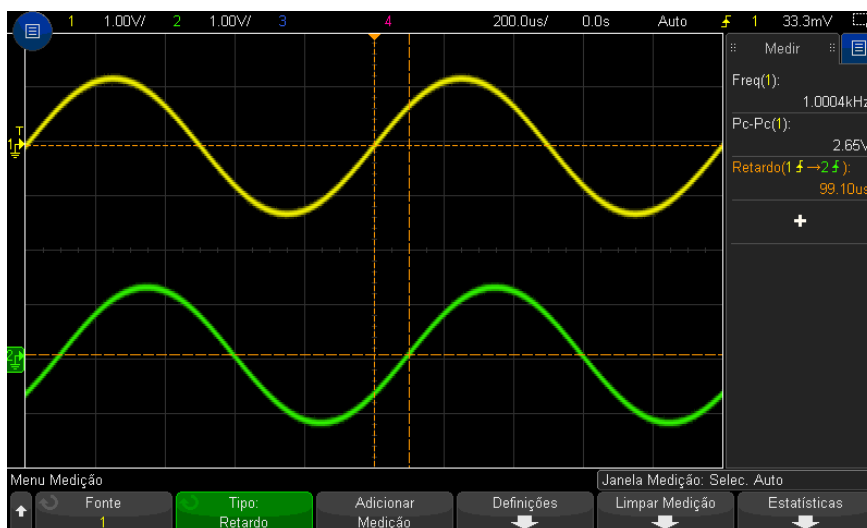 1 1.00V/ 2 1.00V/ 3 4 200.0us/ 0.0s Auto 1 33.3mV
Medir
Freq(1):
1.0004kHz
Pc-Pc(1):
2.65V
Retardo(1→2):
99.10us
+
T
1
2
Menu Medição
Janela Medição: Selec. Auto
Fonte
1
Tipo:
Retardo
Adicionar
Medição
Definições
Limpar Medição
Estatísticas